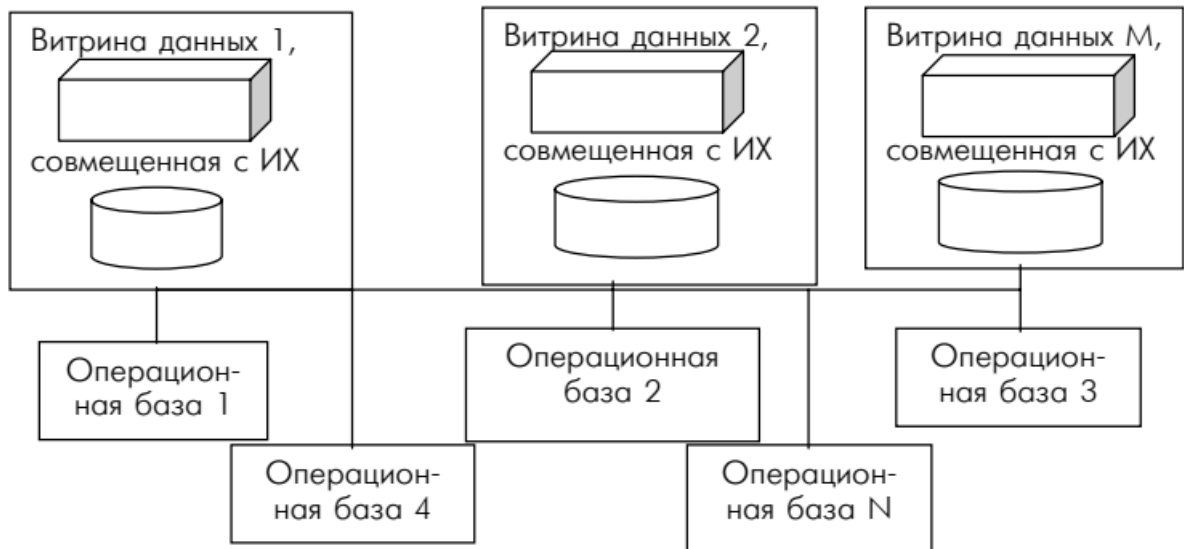 Витрина данных 1,
совмещенная с ИХ
Витрина данных 2,
совмещенная с ИХ
Витрина данных М,
совмещенная с ИХ
Операцион-
ная база 1
Операционная
база 2
Операцион-
ная база 3
Операцион-
ная база 4
Операцион-
ная база N